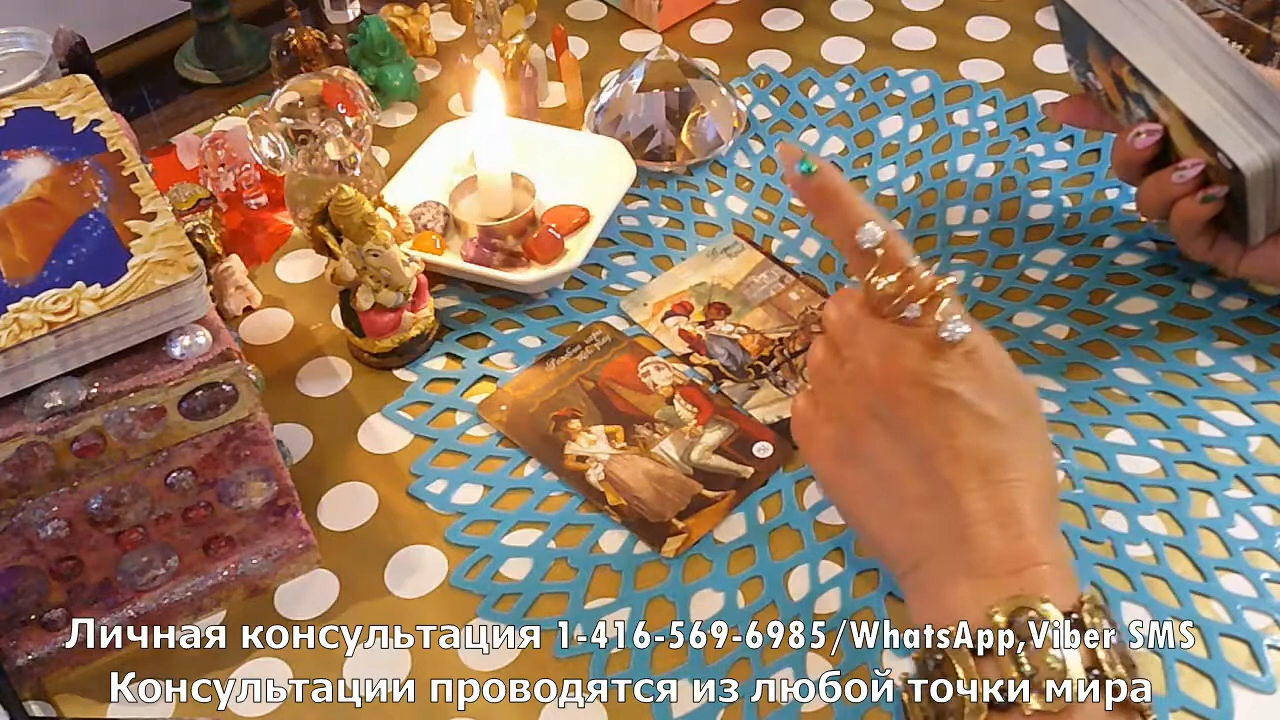 Личная консультация 1-416-569-6985/WhatsApp,Viber SMS
Консультации проводятся из любой точки мира